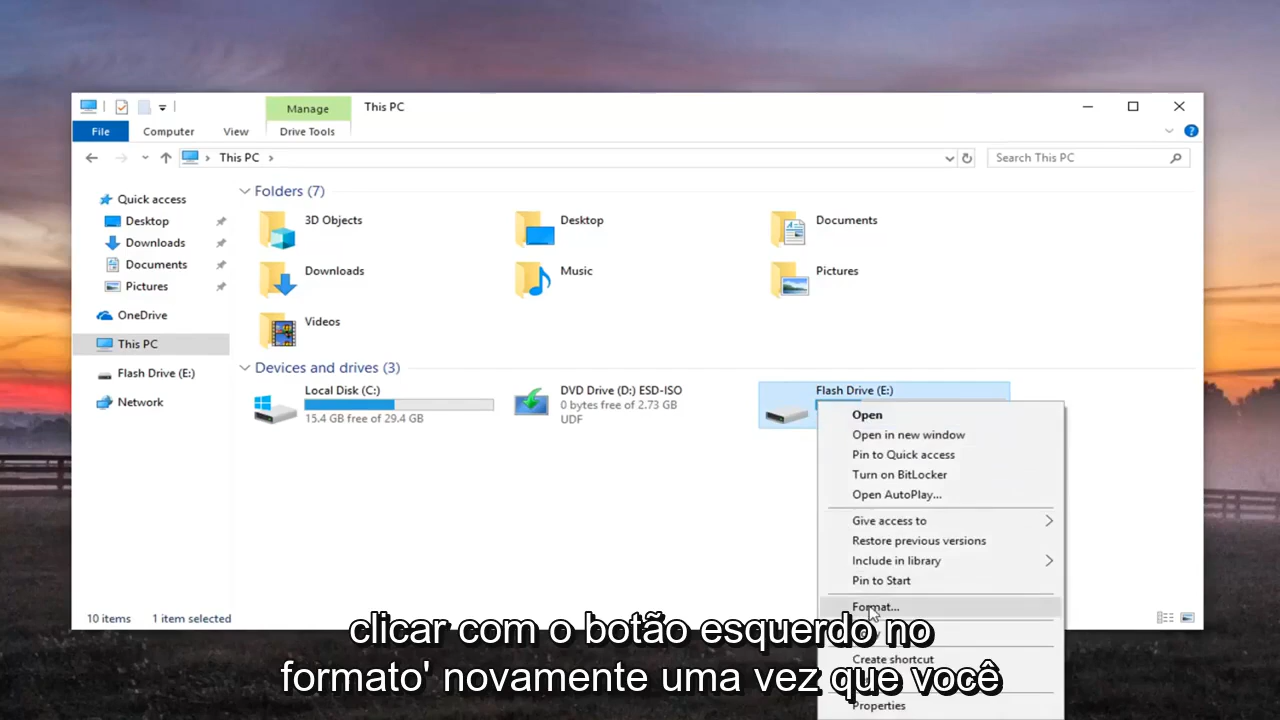 Manage
This PC
File
Computer
View
Drive Tools
This PC
Search This PC
Quick access
Desktop
Downloads
Documents
Pictures
OneDrive
This PC
Flash Drive (E:)
Network
Folders (7)
3D Objects
Desktop
Documents
Downloads
Music
Pictures
Videos
Devices and drives (3)
Local Disk (C:)
15.4 GB free of 29.4 GB
DVD Drive (D:) ESD-ISO
0 bytes free of 2.73 GB
UDF
Flash Drive (E:)
Open
Open in new window
Pin to Quick access
Turn on BitLocker
Open AutoPlay...
Give access to
Restore previous versions
Include in library
Pin to Start
Format...
Create shortcut
Properties
10 items 1 item selected
clicar com o botão esquerdo no
formato' novamente uma vez que você